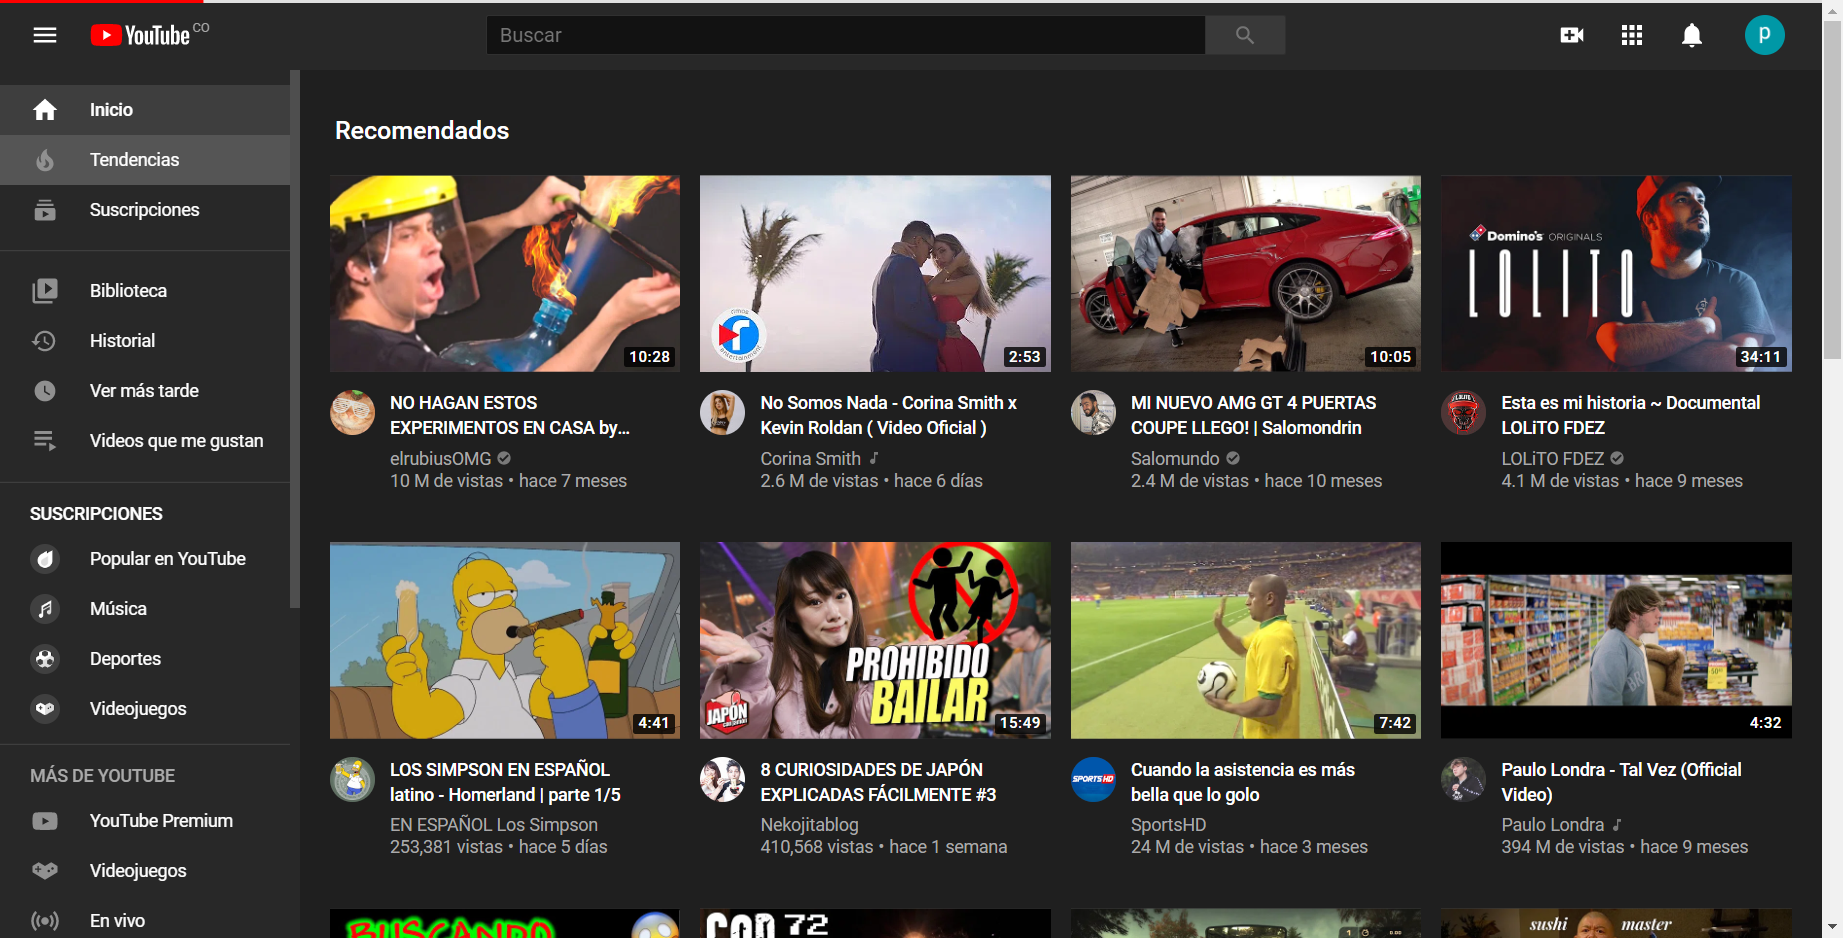 YouTube CO
Buscar
p
Inicio
Tendencias
Suscripciones
Biblioteca
Historial
Ver más tarde
Videos que me gustan
SUSCRIPCIONES
Popular en YouTube
Música
Deportes
Videojuegos
MÁS DE YOUTUBE
YouTube Premium
Videojuegos
En vivo
Recomendados
10:28
NO HAGAN ESTOS
EXPERIMENTOS EN CASA by...
elrubiusOMG
10 M de vistas • hace 7 meses
2:53
No Somos Nada - Corina Smith x
Kevin Roldan ( Video Oficial )
Corina Smith
2.6 M de vistas • hace 6 días
10:05
MI NUEVO AMG GT 4 PUERTAS
COUPE LLEGO! | Salomondrin
Salomundo
2.4 M de vistas • hace 10 meses
Domino's ORIGINALS
LOLITO
34:11
Esta es mi historia ~ Documental
LOLiTO FDEZ
LOLiTO FDEZ
4.1 M de vistas • hace 9 meses
4:41
LOS SIMPSON EN ESPAÑOL
latino - Homerland | parte 1/5
EN ESPAÑOL Los Simpson
253,381 vistas • hace 5 días
PROHIBIDO
BAILAR
JAPÓN
15:49
8 CURIOSIDADES DE JAPÓN
EXPLICADAS FÁCILMENTE #3
Nekojitablog
410,568 vistas • hace 1 semana
7:42
SPORTS HD
Cuando la asistencia es más
bella que lo golo
SportsHD
24 M de vistas • hace 3 meses
4:32
Paulo Londra - Tal Vez (Official
Video)
Paulo Londra
394 M de vistas • hace 9 meses
BUSCANDO
72
sushi master